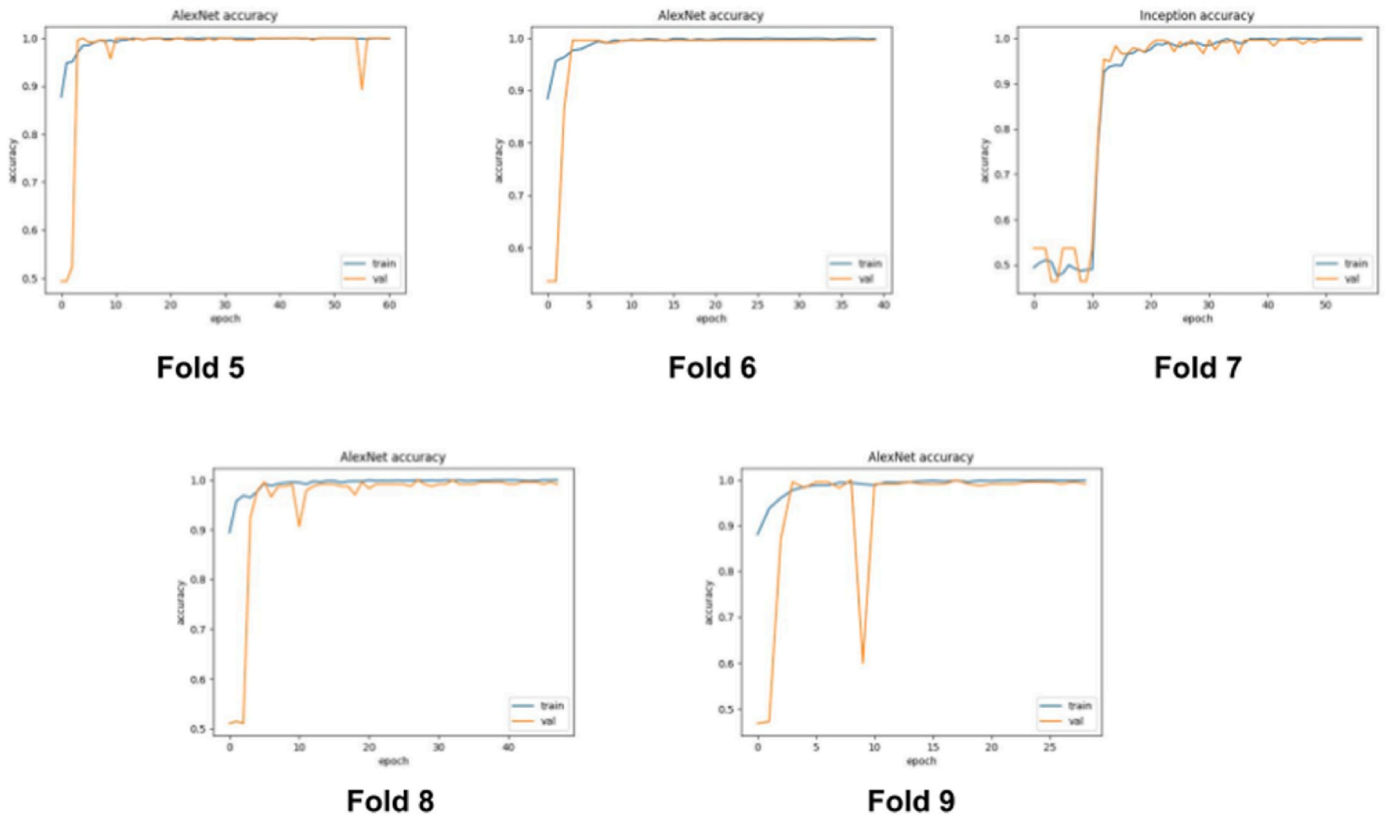 AlexNet accuracy
1.0
0.9
0.8
0.7
0.6
0.5
accuracy
0 10 20 30 40 50 60
epoch
train
val
Fold 5
AlexNet accuracy
1.0
0.9
0.8
0.7
0.6
accuracy
0 5 10 15 20 25 30 35 40
epoch
train
val
Fold 6
Inception accuracy
1.0
0.9
0.8
0.7
0.6
0.5
accuracy
0 10 20 30 40 50
epoch
train
val
Fold 7
AlexNet accuracy
1.0
0.9
0.8
0.7
0.6
0.5
accuracy
0 10 20 30 40
epoch
train
val
Fold 8
AlexNet accuracy
1.0
0.9
0.8
0.7
0.6
0.5
accuracy
0 5 10 15 20 25
epoch
train
val
Fold 9